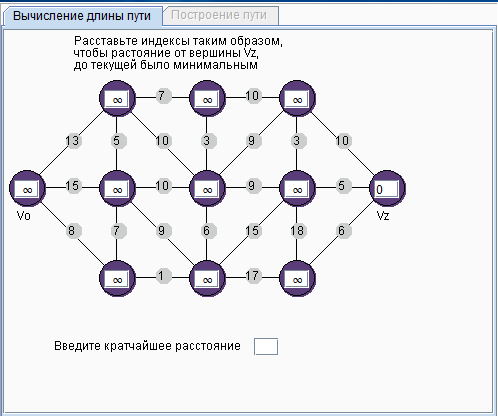 Вычисление длины пути Построение пути
Расставьте индексы таким образом,
чтобы растояние от вершины Vz,
до текущей было минимальным
∞ 7 ∞ 10 ∞
13 5 10 3 9 3 10
∞ 15 ∞ 10 ∞ 9 ∞ 5 0
Vo Vz
8 7 9 6 15 18 6
∞ 1 ∞ 17 ∞
Введите кратчайшее расстояние